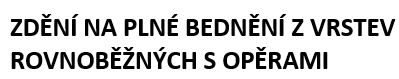 ZDĚNÍ NA PLNÉ BEDNĚNÍ Z VRSTEV
ROVNOBĚŽNÝCH S OPĚRAMI